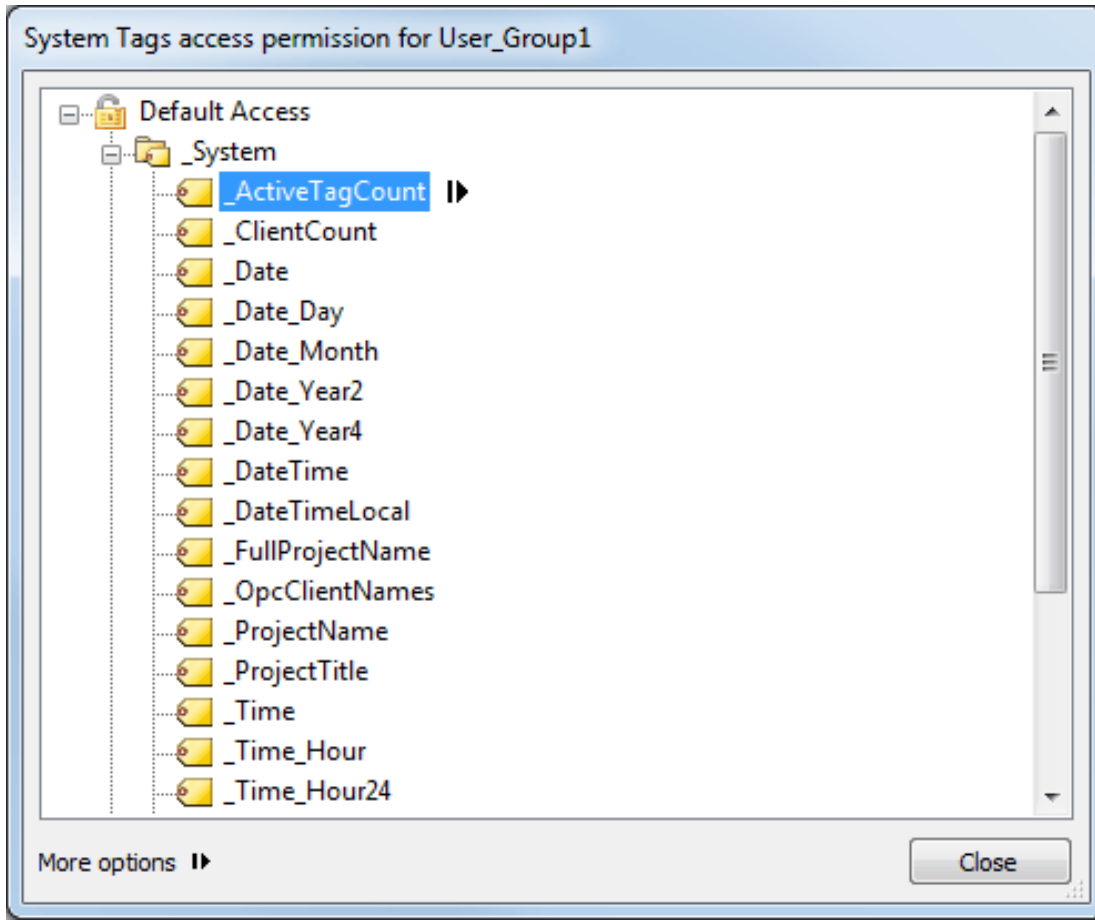 System Tags access permission for User_Group1
Default Access
_System
_ActiveTagCount
_ClientCount
_Date
_Date_Day
_Date_Month
_Date_Year2
_Date_Year4
_DateTime
_DateTimeLocal
_FullProjectName
_OpcClientNames
_ProjectName
_ProjectTitle
_Time
_Time_Hour
_Time_Hour24
More options
Close